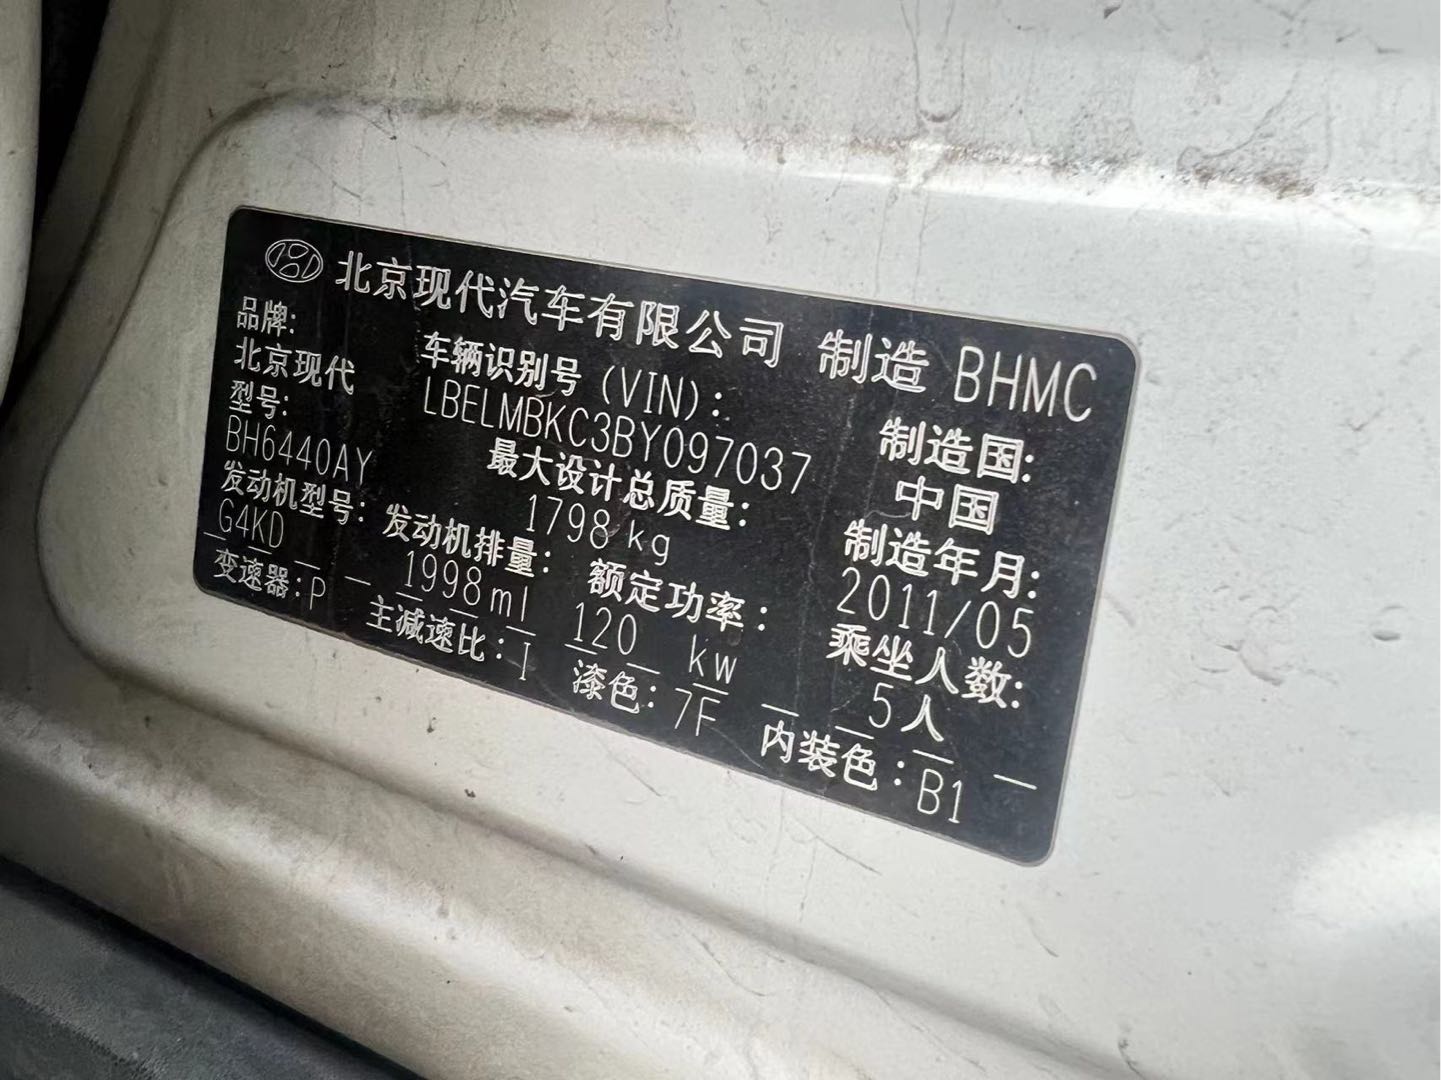 北京现代汽车有限公司 制造 BHMC
品牌: 车辆识别号 (VIN): 制造国:
北京现代 LBELMBKC3BY097037 中国
型号: 最大设计总质量: 制造年月:
BH6440AY 1798kg 2011/05
发动机型号: 发动机排量: 额定功率: 乘坐人数:
G4KD 1998ml 120 kw 5人
变速器:P 主减速比:I 漆色:7F 内装色:B1